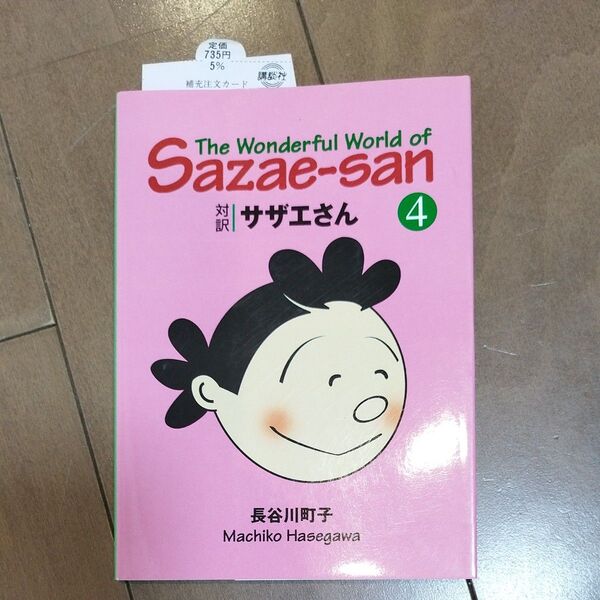 定価
735円
5%
補充注文カード
講談社
The Wonderful World of
Sazae-san
対訳
サザエさん
4
長谷川町子
Machiko Hasegawa